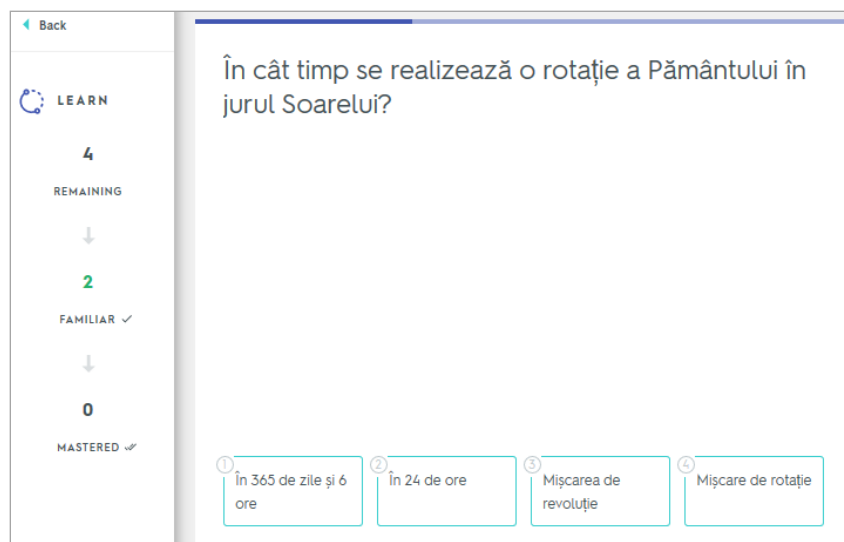 Back
LEARN
4
REMAINING
2
FAMILIAR
0
MASTERED
În cât timp se realizează o rotație a Pământului în
jurul Soarelui?
1
În 365 de zile și 6
ore
2
În 24 de ore
3
Mișcarea de
revoluție
4
Mișcare de rotație